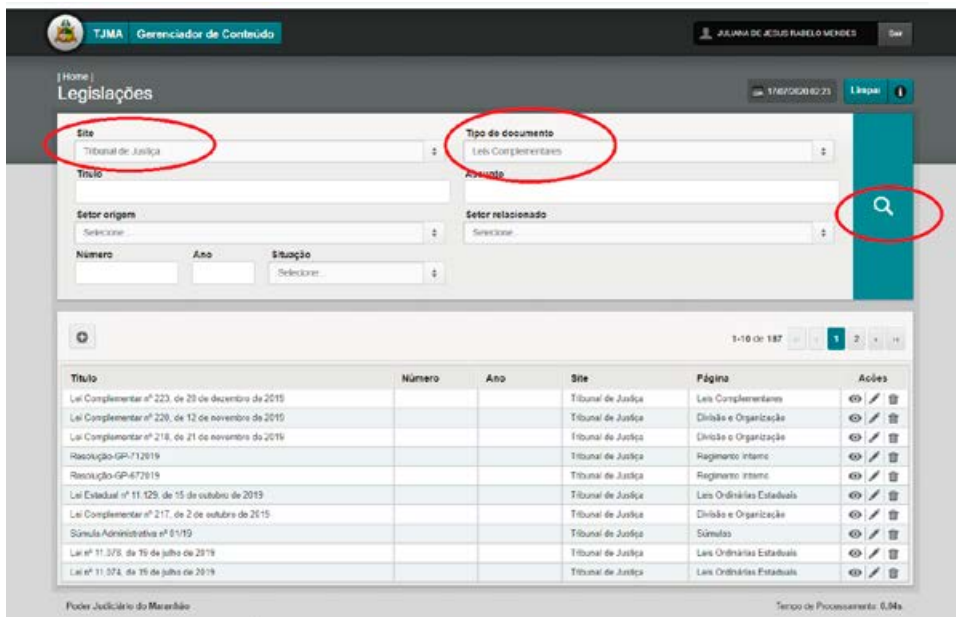 TJMA Gerenciador de Conteúdo JULIANA DE JESUS RABELO MENDES Sair
| Home |
Legislações 17/07/2020 02:23 Limpar
Site Tipo de documento
Tribunal de Justiça Leis Complementares
Título Assunto
Setor origem Setor relacionado
Selecione... Selecione...
Número Ano Situação
Selecione...
1-10 de 187 1 2
Título Número Ano Site Página Ações
Lei Complementar nº 223, de de dezembro de 2019 Tribunal de Justiça Leis Complementares
Lei Complementar nº 220, de 12 de novembro de 2019 Tribunal de Justiça Divisão e Organização
Lei Complementar nº 218, de 21 de novembro de 2019 Tribunal de Justiça Divisão e Organização
Resolução-GP-712019 Tribunal de Justiça Regimento Interno
Resolução-GP-672019 Tribunal de Justiça Regimento Interno
Lei Estadual nº 11.129, de 15 de outubro de 2019 Tribunal de Justiça Leis Ordinárias Estaduais
Lei Complementar nº 217, de 2 de outubro de 2019 Tribunal de Justiça Divisão e Organização
Súmula Administrativa nº 01/19 Tribunal de Justiça Súmulas
Lei nº 11.078, de 19 de julho de 2019 Tribunal de Justiça Leis Ordinárias Estaduais
Lei nº 11.074, de 19 de julho de 2019 Tribunal de Justiça Leis Ordinárias Estaduais
Poder Judiciário do Maranhão Tempo de Processamento: 0,04s